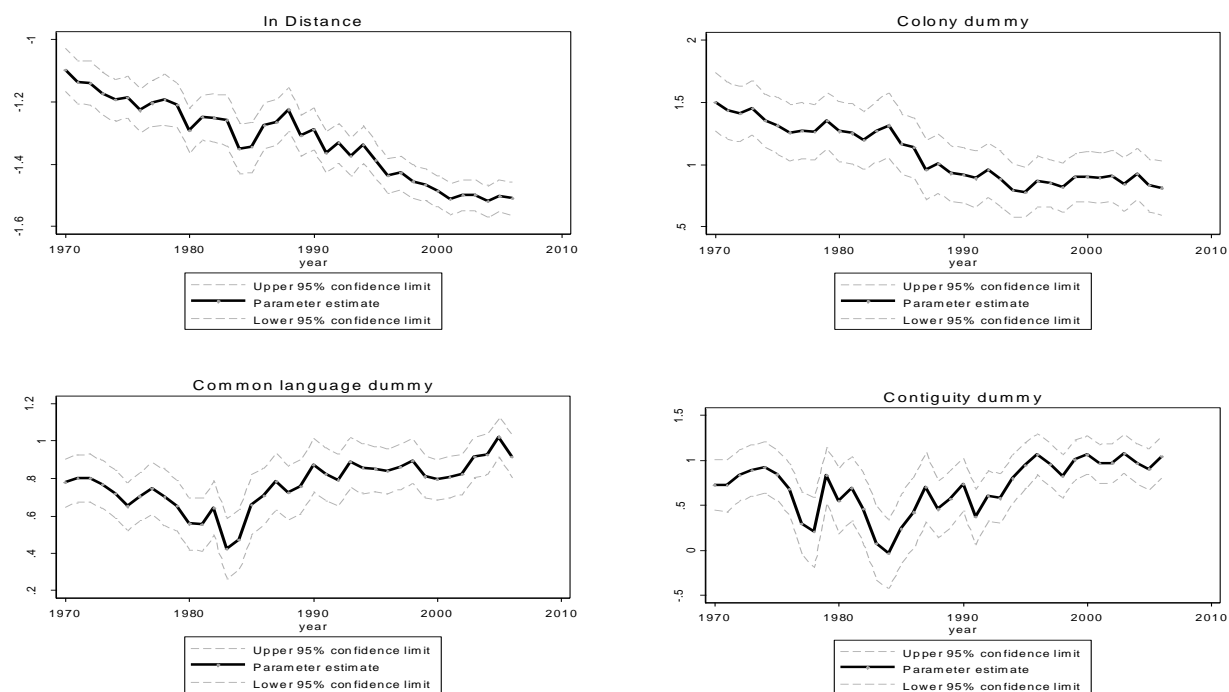 ln Distance
-1
-1.2
-1.4
-1.6
1970 1980 1990 2000 2010
year
Upper 95% confidence limit
Parameter estimate
Lower 95% confidence limit
Colony dummy
2
1.5
1
.5
1970 1980 1990 2000 2010
year
Upper 95% confidence limit
Parameter estimate
Lower 95% confidence limit
Common language dummy
1.2
1
.8
.6
.4
.2
1970 1980 1990 2000 2010
year
Upper 95% confidence limit
Parameter estimate
Lower 95% confidence limit
Contiguity dummy
1.5
1
.5
0
-.5
1970 1980 1990 2000 2010
year
Upper 95% confidence limit
Parameter estimate
Lower 95% confidence limit